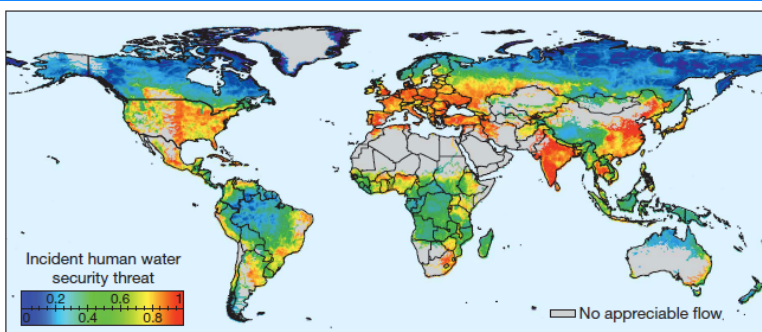 Incident human water
security threat
0.2 0.6 1
0 0.4 0.8
No appreciable flow